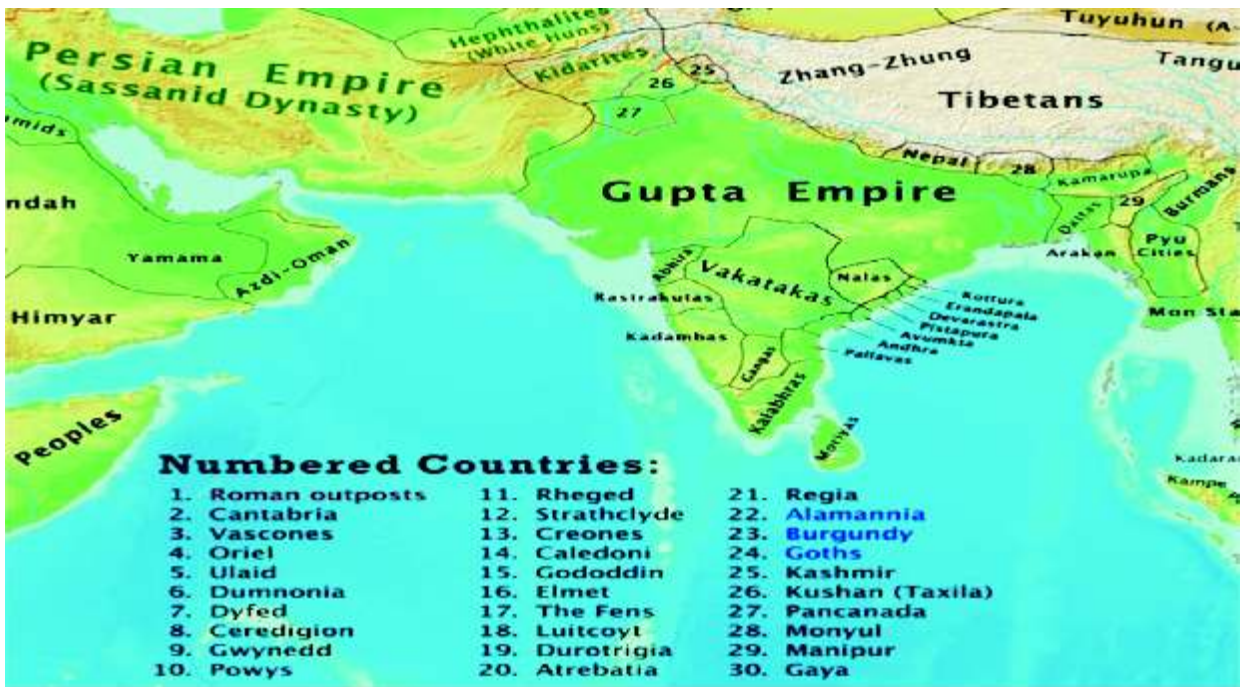 Persian Empire
(Sassanid Dynasty)
Hephthalites
(White Huns)
Kidarites
26
25
27
Zhang-Zhung
Tibetans
Tuyuhun (A-
Tangu
mids
ndah
Yamama
Azdi-Oman
Himyar
Peoples
Gupta Empire
Nepal
28
Kamarupa
29
Burmans
Pyu
Cities
Arakan
Mon Sta
Abhira
Vakatakas
Nalas
Rastrakutas
Kadambas
Gangas
Kalabhras
Moriyas
Kottura
Erandapala
Devarastra
Pistapura
Avumkta
Andhra
Pallavas
Kadara
Kampe
Numbered Countries:
1. Roman outposts
2. Cantabria
3. Vascones
4. Oriel
5. Ulaid
6. Dumnonia
7. Dyfed
8. Ceredigion
9. Gwynedd
10. Powys
11. Rheged
12. Strathclyde
13. Creones
14. Caledoni
15. Gododdin
16. Elmet
17. The Fens
18. Luitcoyt
19. Durotrigia
20. Atrebatia
21. Regia
22. Alamannia
23. Burgundy
24. Goths
25. Kashmir
26. Kushan (Taxila)
27. Pancanada
28. Monyul
29. Manipur
30. Gaya